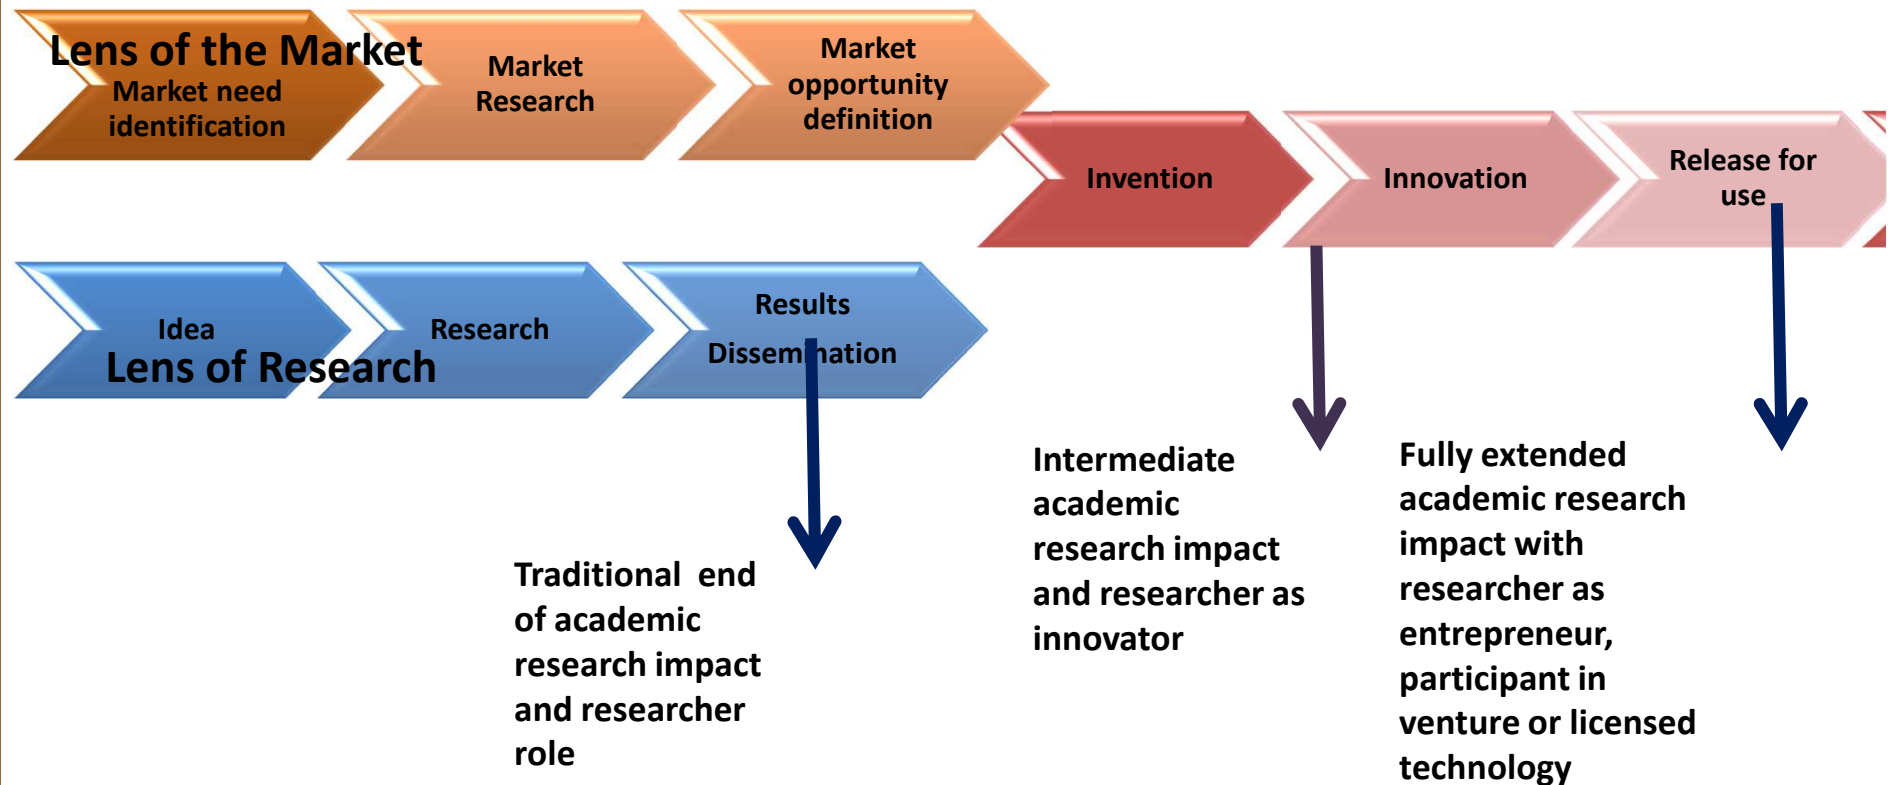 Lens of the Market
Market need
identification
Market
Research
Market
opportunity
definition
Invention
Innovation
Release for
use
Idea
Lens of Research
Research
Results
Dissemination
Traditional  end
of academic
research impact
and researcher
role
Intermediate
academic
research impact
and researcher as
innovator
Fully extended
academic research
impact with
researcher as
entrepreneur,
participant in
venture or licensed
technology